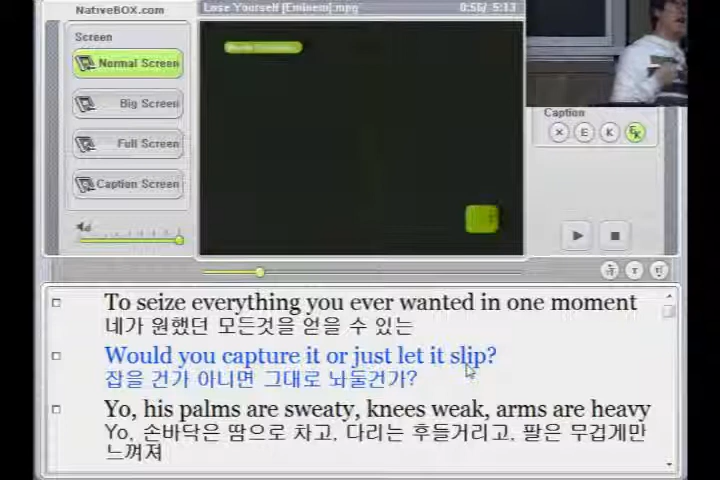 NativeBOX.com
Lose Yourself [Eminem].mpg
0:56/ 5:13
Screen
Normal Screen
Big Screen
Full Screen
Caption Screen
Caption
× E K EK
To seize everything you ever wanted in one moment
네가 원했던 모든것을 얻을 수 있는
Would you capture it or just let it slip?
잡을 건가 아니면 그대로 놔둘건가?
Yo, his palms are sweaty, knees weak, arms are heavy
Yo, 손바닥은 땀으로 차고, 다리는 후들거리고, 팔은 무겁게만
느껴져